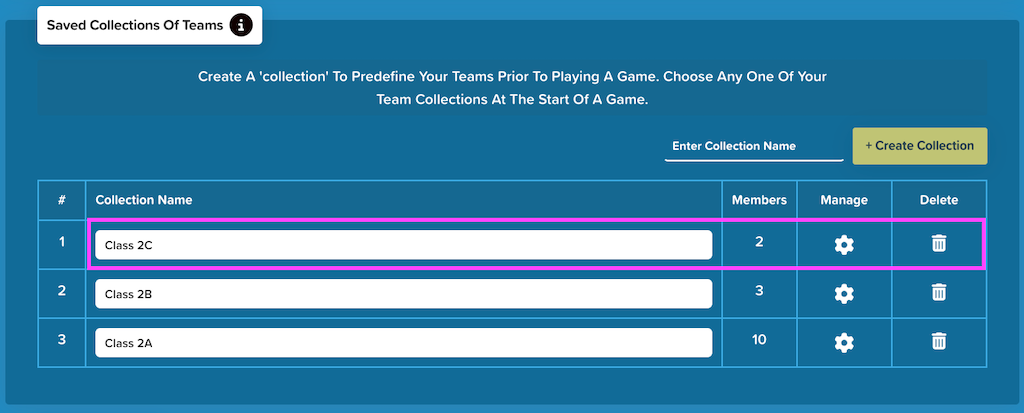 Saved Collections Of Teams i
Create A 'collection' To Predefine Your Teams Prior To Playing A Game. Choose Any One Of Your
Team Collections At The Start Of A Game.
Enter Collection Name + Create Collection
# Collection Name Members Manage Delete
1 Class 2C 2
2 Class 2B 3
3 Class 2A 10